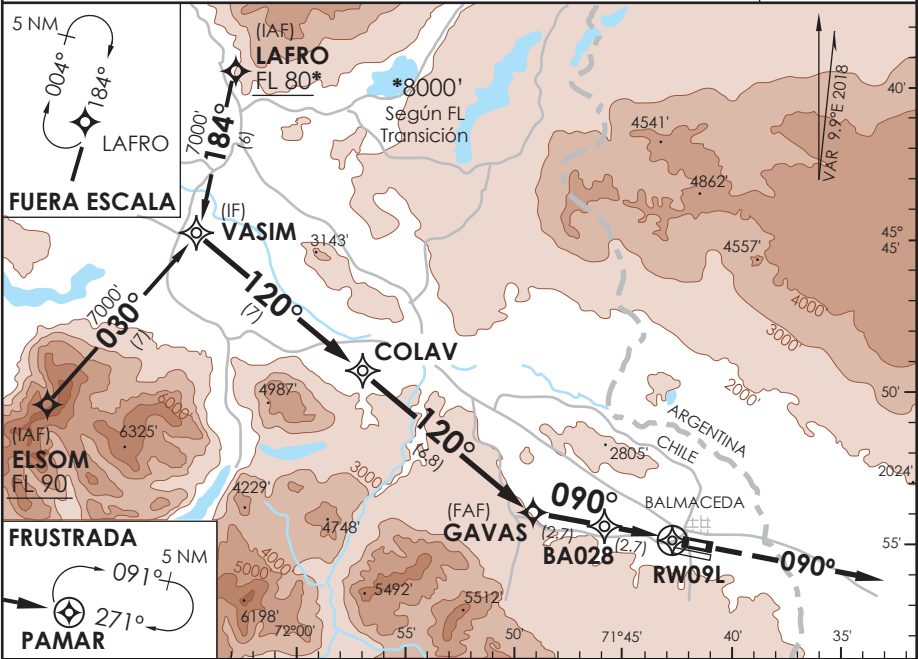 5 NM
004°
184°
LAFRO
FUERA ESCALA
(IAF)
LAFRO
FL 80*
*8000'
Según FL
Transición
7000'
184°
(6)
VAR 9.9°E 2018
40'
4541'
4862'
4557'
45°
45'
(IF)
VASIM
3143'
7000'
030°
(7)
120°
(7)
4000
3000'
2000'
COLAV
50'
4987'
6000'
6325'
(IAF)
ELSOM
FL 90
120°
(6.8)
ARGENTINA
CHILE
2805'
2024'
3000'
4229'
4748'
(FAF)
GAVAS
090°
(2.7)
BA028
(2.7)
BALMACEDA
RW09L
090°
55'
FRUSTRADA
091°
5 NM
271°
PAMAR
5000'
4000'
5492'
5512'
6198'
72°00'
55'
50'
71°45'
40'
35'